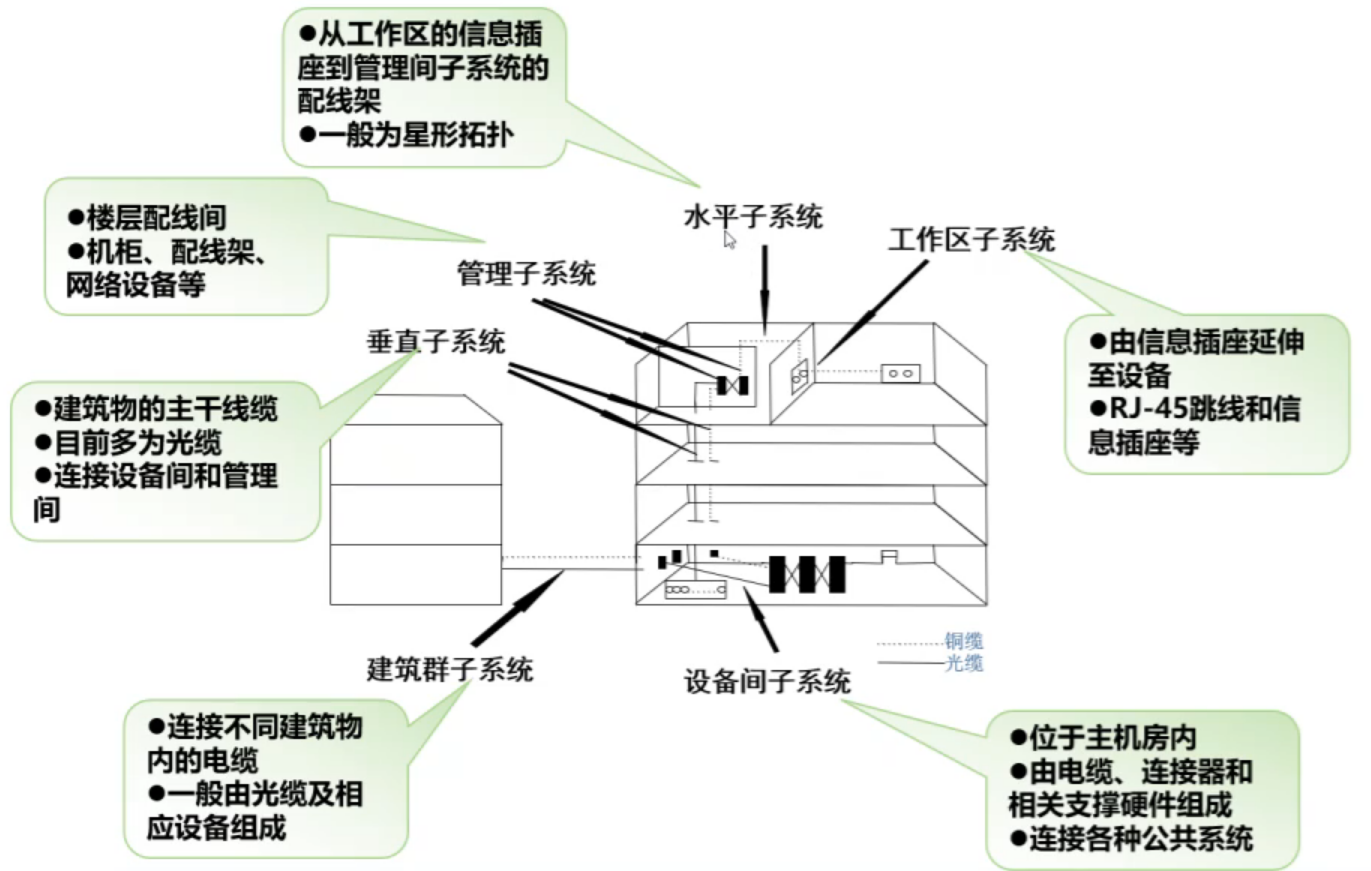 ●从工作区的信息插
座到管理间子系统的
配线架
●一般为星形拓扑
●楼层配线间
●机柜、配线架、
网络设备等
水平子系统
工作区子系统
管理子系统
垂直子系统
●由信息插座延伸
至设备
●RJ-45跳线和信
息插座等
●建筑物的主干线缆
●目前多为光缆
●连接设备间和管理
间
铜缆
光缆
建筑群子系统
设备间子系统
●连接不同建筑物
内的电缆
●一般由光缆及相
应设备组成
●位于主机房内
●由电缆、连接器和
相关支撑硬件组成
●连接各种公共系统